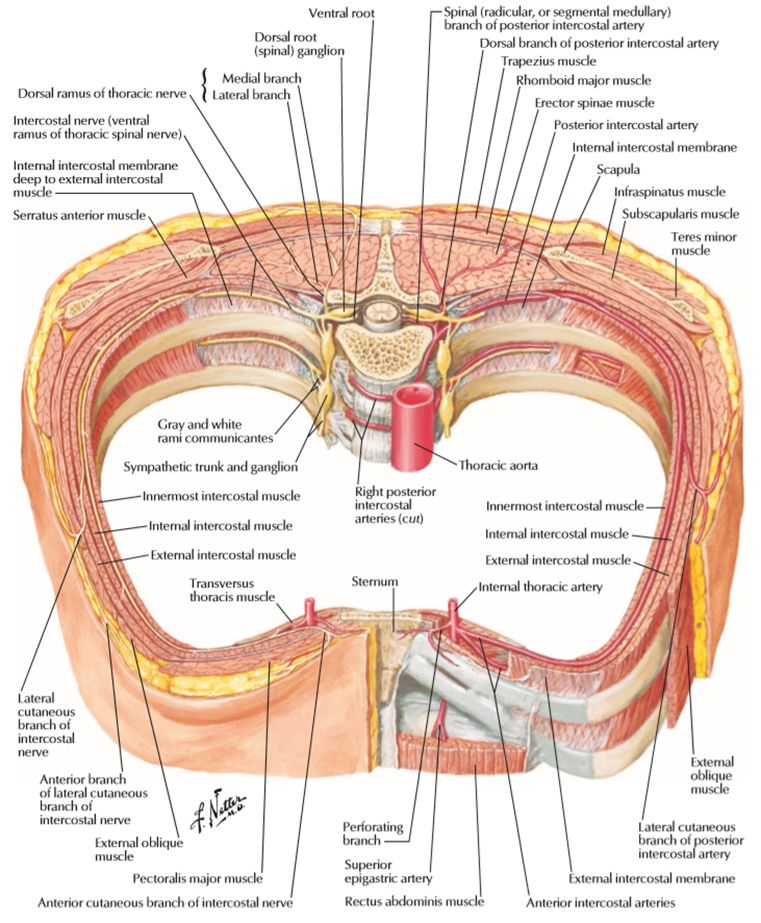 Ventral root
Spinal (radicular, or segmental medullary)
branch of posterior intercostal artery
Dorsal root
(spinal) ganglion
Dorsal branch of posterior intercostal artery
Trapezius muscle
Medial branch
Rhomboid major muscle
Dorsal ramus of thoracic nerve
Lateral branch
Erector spinae muscle
Intercostal nerve (ventral
ramus of thoracic spinal nerve)
Posterior intercostal artery
Internal intercostal membrane
Internal intercostal membrane
deep to external intercostal
muscle
Scapula
Infraspinatus muscle
Serratus anterior muscle
Subscapularis muscle
Teres minor
muscle
Gray and white
rami communicantes
Sympathetic trunk and ganglion
Thoracic aorta
Right posterior
intercostal
arteries (cut)
Innermost intercostal muscle
Internal intercostal muscle
External intercostal muscle
Innermost intercostal muscle
Internal intercostal muscle
External intercostal muscle
Transversus
thoracis muscle
Sternum
Internal thoracic artery
Lateral
cutaneous
branch of
intercostal
nerve
Anterior branch
of lateral cutaneous
branch of
intercostal nerve
External
oblique
muscle
F. Netter
M.D.
External oblique
muscle
Perforating
branch
Lateral cutaneous
branch of posterior
intercostal artery
Pectoralis major muscle
Superior
epigastric artery
External intercostal membrane
Anterior cutaneous branch of intercostal nerve
Rectus abdominis muscle
Anterior intercostal arteries